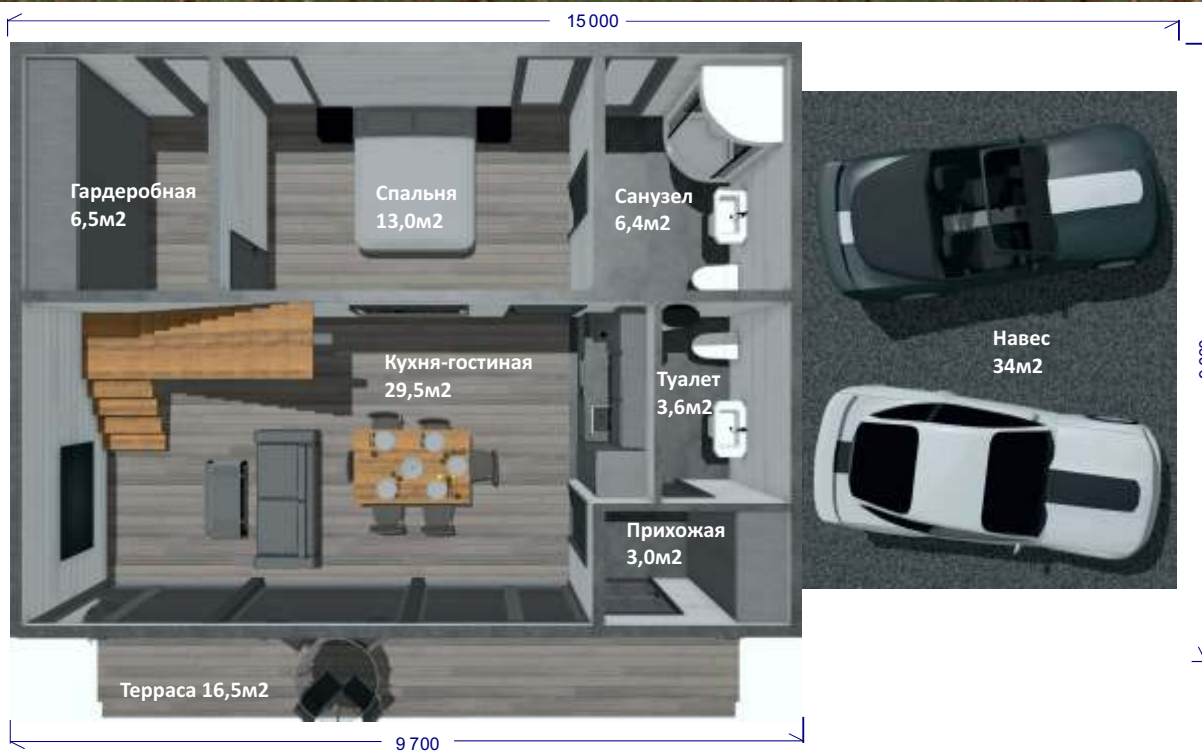 15 000
Гардеробная
6,5м2
Спальня
13,0м2
Санузел
6,4м2
Навес
34м2
Кухня-гостиная
29,5м2
Туалет
3,6м2
Прихожая
3,0м2
Терраса 16,5м2
9 700